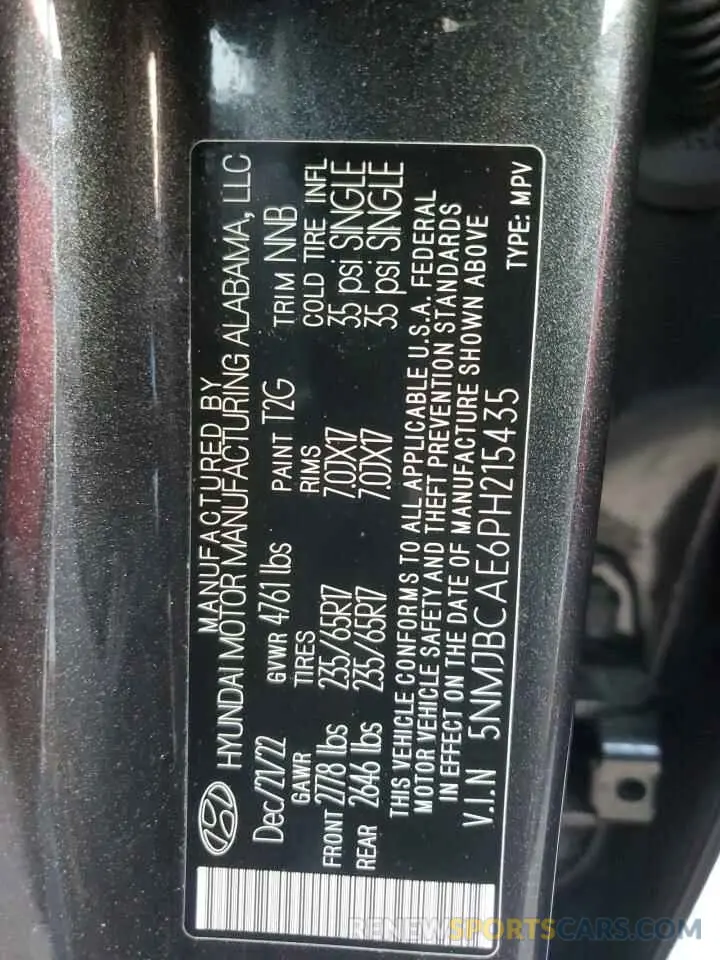 MANUFACTURED BY
HYUNDAI MOTOR MANUFACTURING ALABAMA, LLC
Dec/21/22 GVWR 4761 lbs PAINT T2G TRIM NNB
GAWR TIRES RIMS COLD TIRE INFL
FRONT 2778 lbs 235/65R17 7.0JX17 35 psi SINGLE
REAR 2646 lbs 235/65R17 7.0JX17 35 psi SINGLE
THIS VEHICLE CONFORMS TO ALL APPLICABLE U.S.A. FEDERAL
MOTOR VEHICLE SAFETY AND THEFT PREVENTION STANDARDS
IN EFFECT ON THE DATE OF MANUFACTURE SHOWN ABOVE
V.I.N 5NMJBCAE6PH215435 TYPE: MPV
RENEWSPORTSCARS.COM